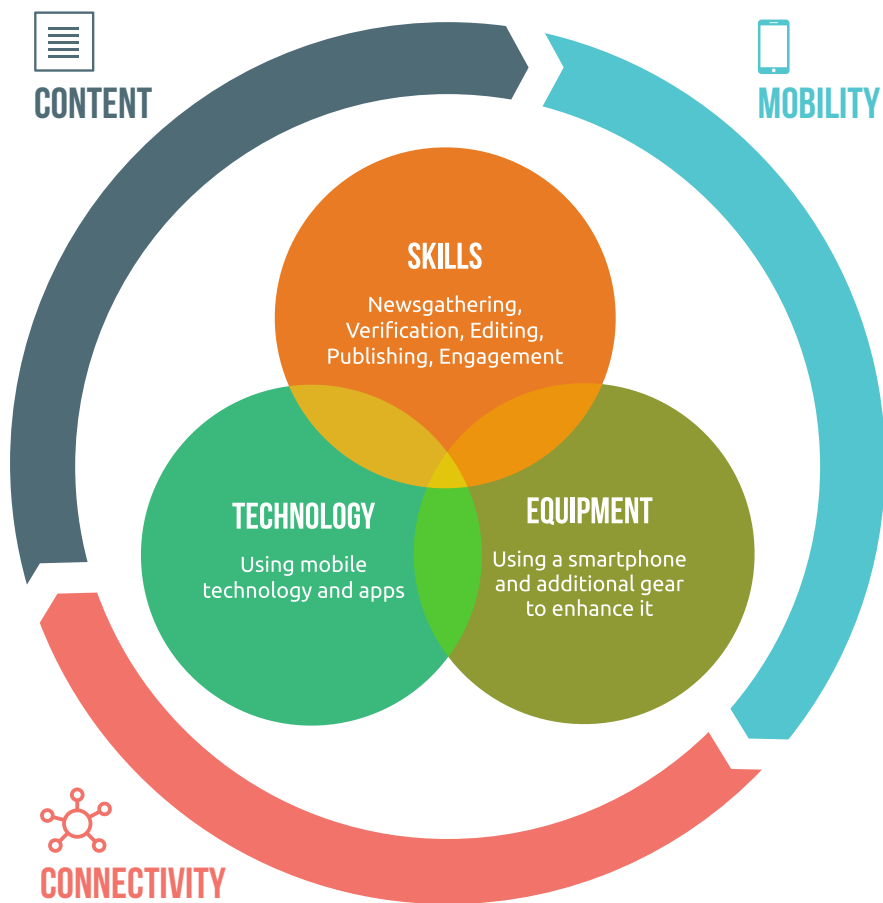 CONTENT
MOBILITY
SKILLS
Newsgathering,
Verification, Editing,
Publishing, Engagement
TECHNOLOGY
Using mobile
technology and apps
EQUIPMENT
Using a smartphone
and additional gear
to enhance it
CONNECTIVITY